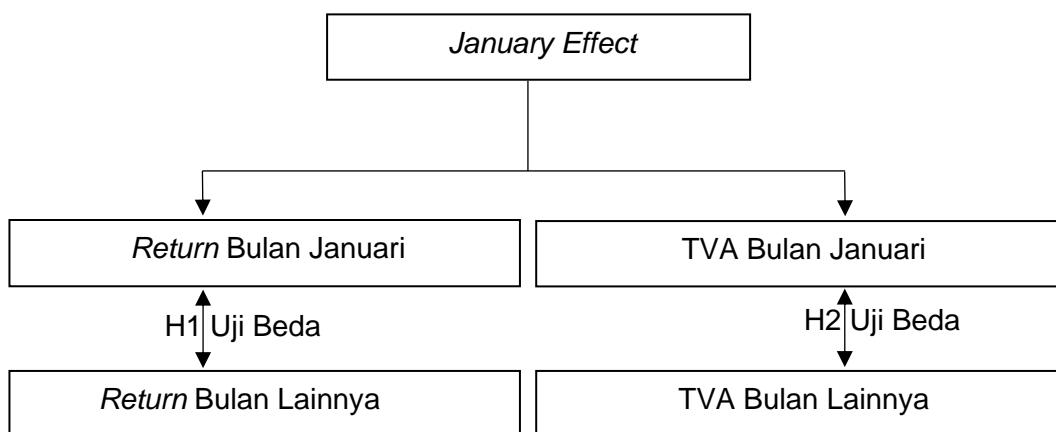 January Effect
Return Bulan Januari
TVA Bulan Januari
H1 Uji Beda
H2 Uji Beda
Return Bulan Lainnya
TVA Bulan Lainnya